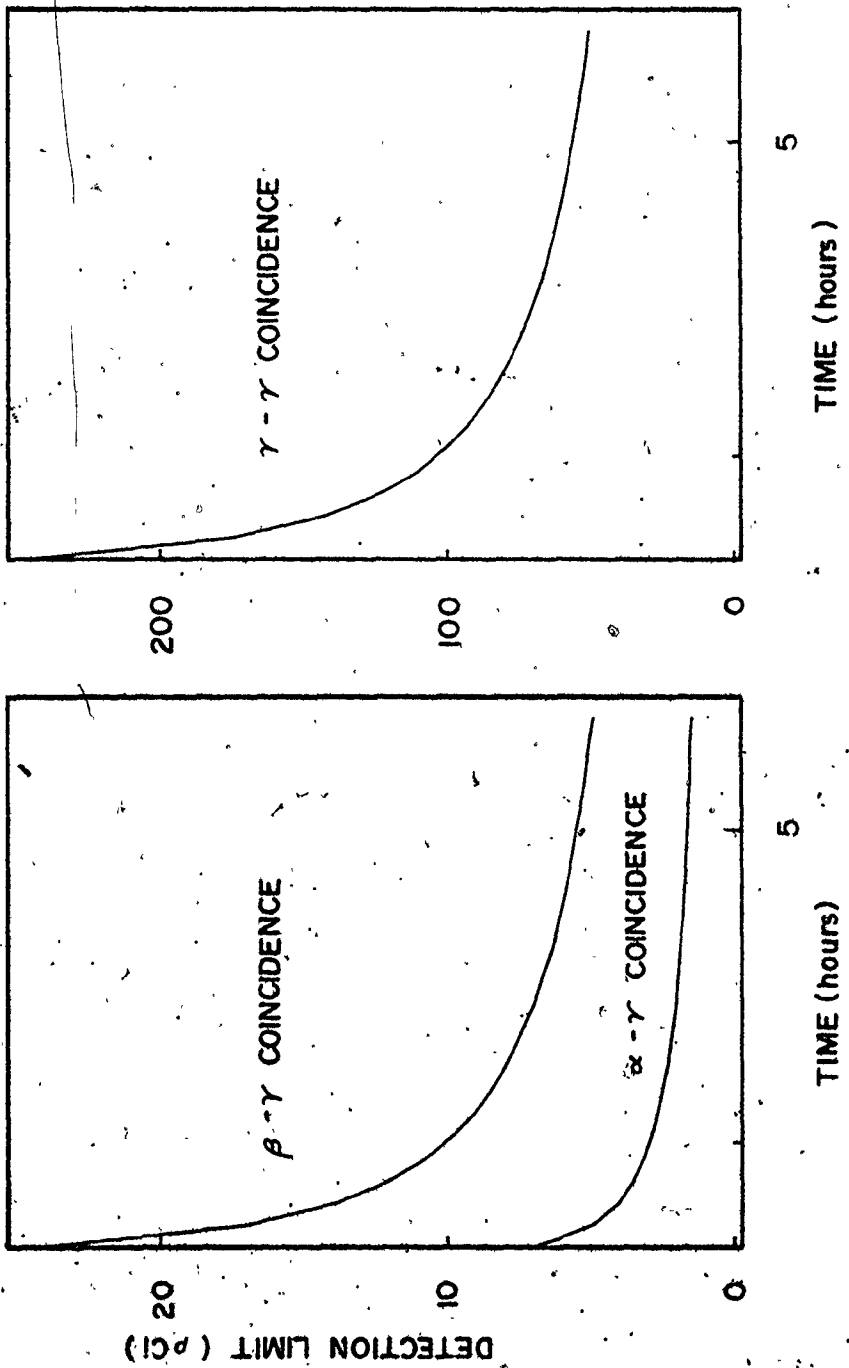 DETECTION LIMIT (pCi)
20
10
0
β-γ COINCIDENCE
α-γ COINCIDENCE
5
TIME (hours)
200
100
0
γ-γ COINCIDENCE
5
TIME (hours)